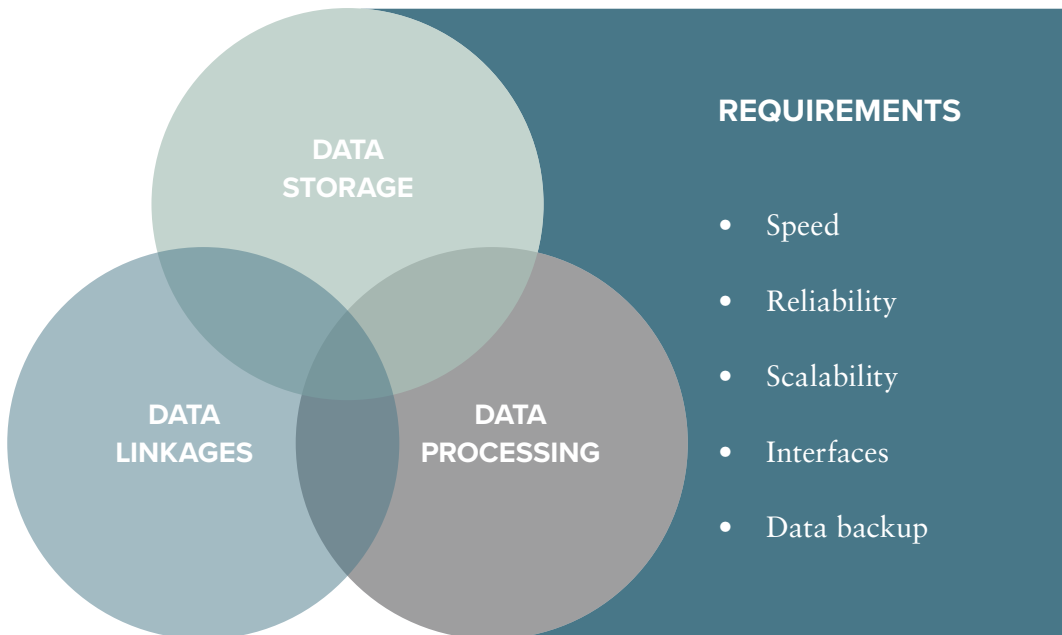 DATA
STORAGE
DATA
LINKAGES
DATA
PROCESSING
REQUIREMENTS
• Speed
• Reliability
• Scalability
• Interfaces
• Data backup